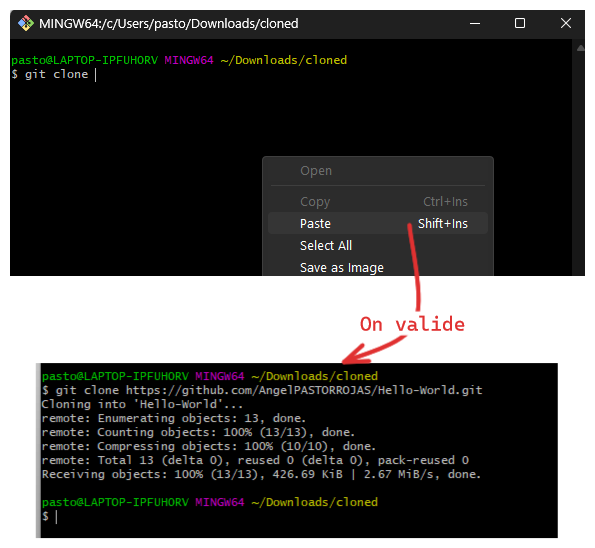 MINGW64:/c/Users/pasto/Downloads/cloned
pasto@LAPTOP-IPFUHORV MINGW64 ~/Downloads/cloned
$ git clone
Open
Copy Ctrl+Ins
Paste Shift+Ins
Select All
Save as Image
On valide
pasto@LAPTOP-IPFUHORV MINGW64 ~/Downloads/cloned
$ git clone https://github.com/AngelPASTORROJAS/Hello-World.git
Cloning into 'Hello-World'...
remote: Enumerating objects: 13, done.
remote: Counting objects: 100% (13/13), done.
remote: Compressing objects: 100% (10/10), done.
remote: Total 13 (delta 0), reused 0 (delta 0), pack-reused 0
Receiving objects: 100% (13/13), 426.69 KiB | 2.67 MiB/s, done.
pasto@LAPTOP-IPFUHORV MINGW64 ~/Downloads/cloned
$